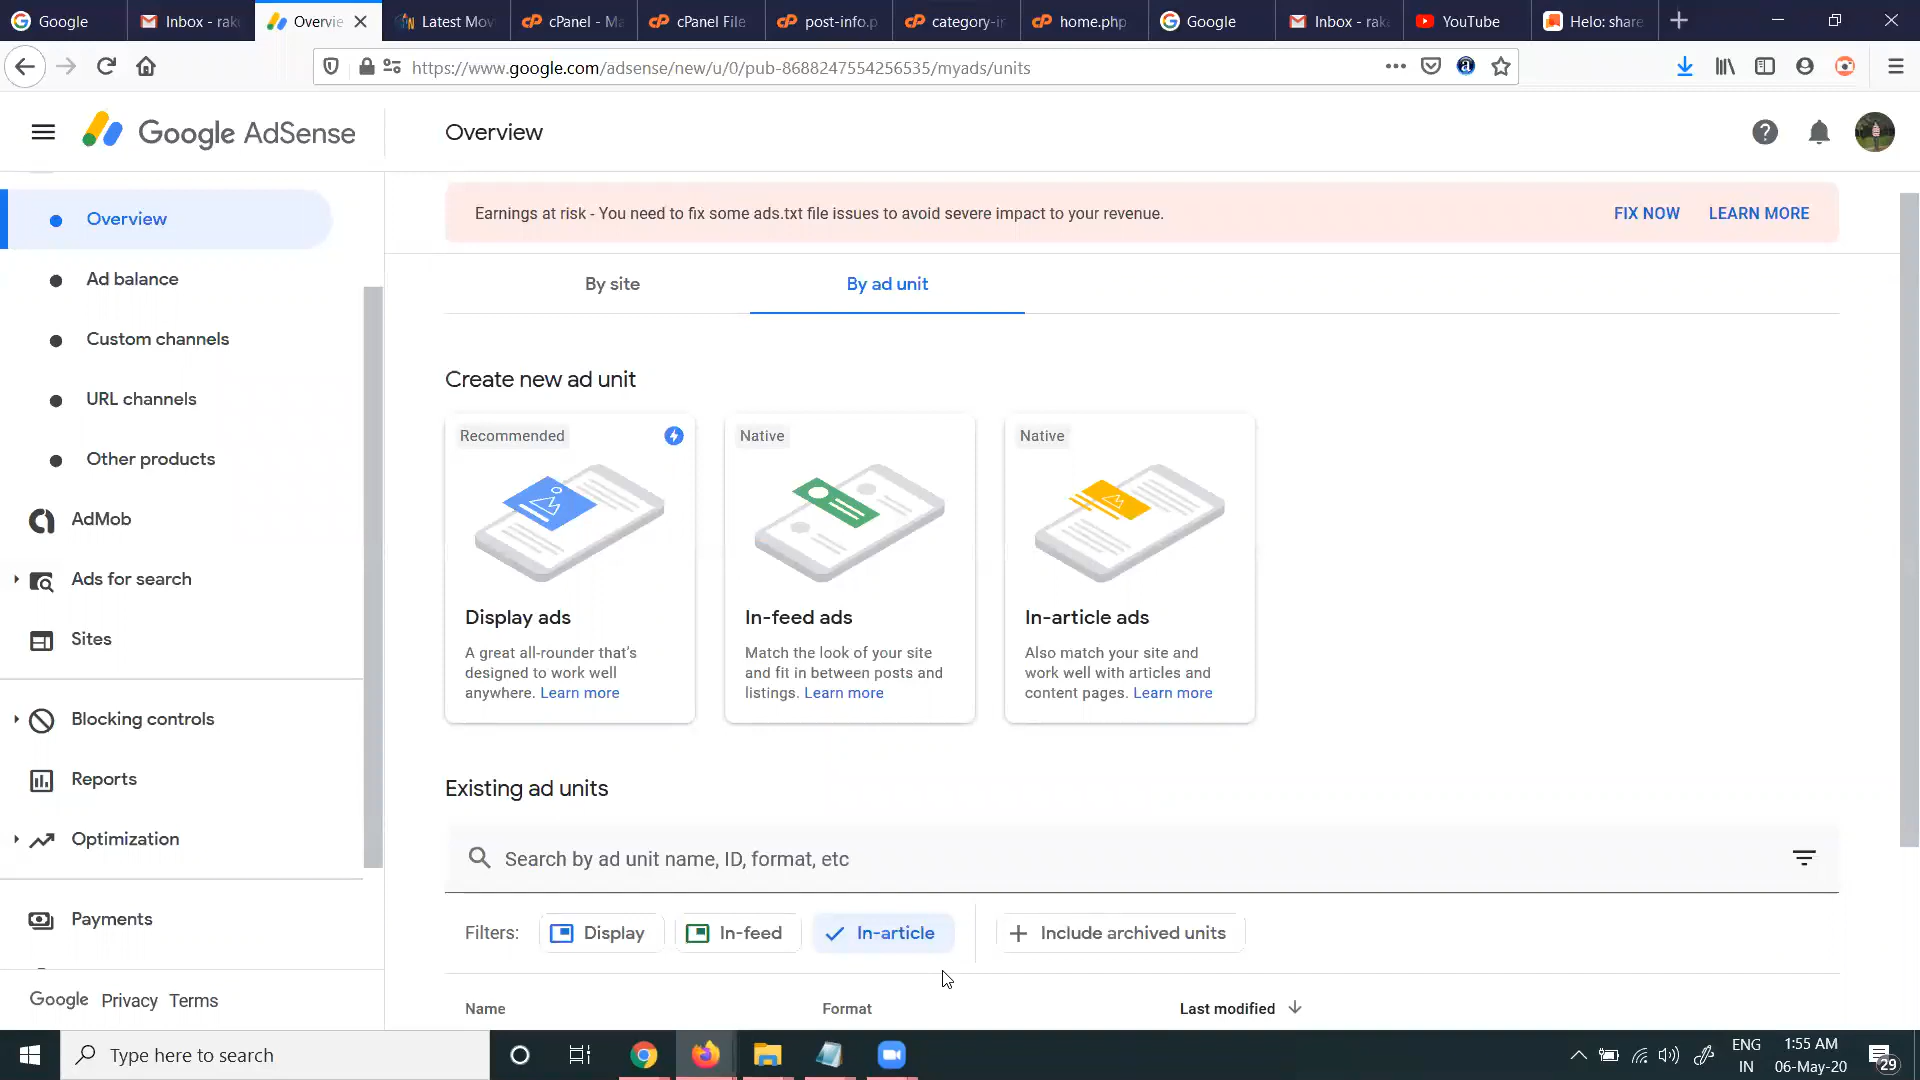 Google
Inbox - rak
Overvie
Latest Mov
cPanel - Ma
cPanel File
post-info.p
category-in
home.php
Google
Inbox - rak
YouTube
Helo: share
https://www.google.com/adsense/new/u/0/pub-8688247554256535/myads/units
Google AdSense
Overview
Overview
Ad balance
Custom channels
URL channels
Other products
AdMob
Ads for search
Sites
Blocking controls
Reports
Optimization
Payments
Google Privacy Terms
Earnings at risk - You need to fix some ads.txt file issues to avoid severe impact to your revenue.
FIX NOW
LEARN MORE
By site
By ad unit
Create new ad unit
Recommended
Display ads
A great all-rounder that's
designed to work well
anywhere. Learn more
Native
In-feed ads
Match the look of your site
and fit in between posts and
listings. Learn more
Native
In-article ads
Also match your site and
work well with articles and
content pages. Learn more
Existing ad units
Search by ad unit name, ID, format, etc
Filters:
Display
In-feed
In-article
Include archived units
Name
Format
Last modified
Type here to search
ENG
IN
1:55 AM
06-May-20
29